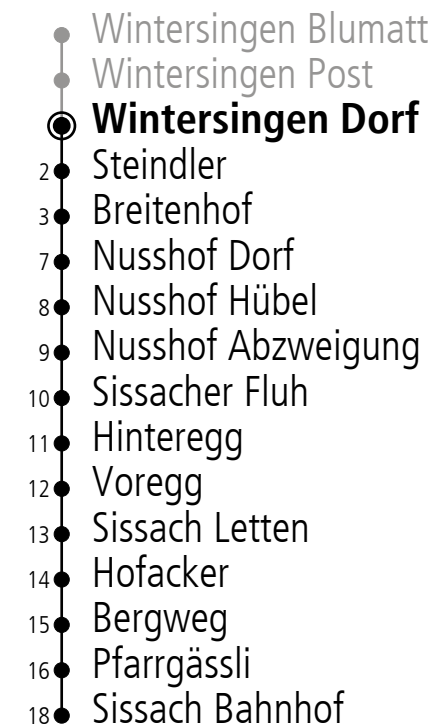 Wintersingen Blumatt
Wintersingen Post
Wintersingen Dorf
2 Steindler
3 Breitenhof
7 Nusshof Dorf
8 Nusshof Hübel
9 Nusshof Abzweigung
10 Sissacher Fluh
11 Hinteregg
12 Voregg
13 Sissach Letten
14 Hofacker
15 Bergweg
16 Pfarrgässli
18 Sissach Bahnhof